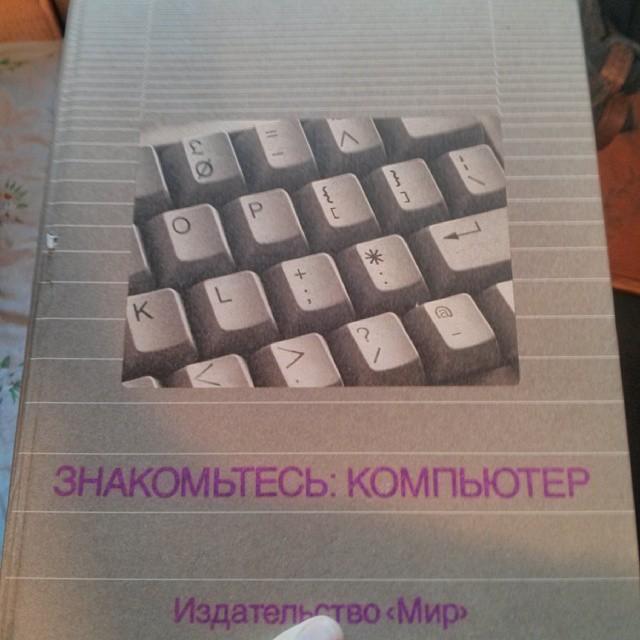 £ = ^
Ø -
O P { [ } ] ¦ \
K L + ; * :
< > . ? / @ _
ЗНАКОМЬТЕСЬ: КОМПЬЮТЕР
Издательство ‹Мир›